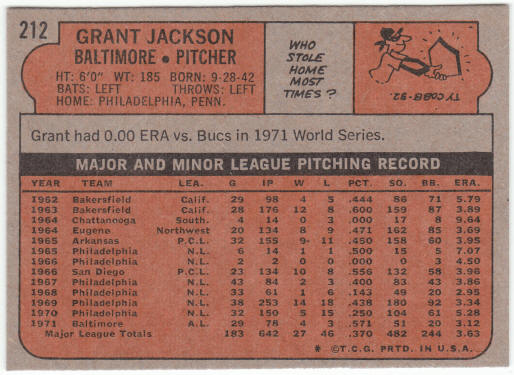 212
GRANT JACKSON
BALTIMORE • PITCHER
HT: 6'0" WT: 185 BORN: 9-28-42
BATS: LEFT THROWS: LEFT
HOME: PHILADELPHIA, PENN.
WHO
STOLE
HOME
MOST
TIMES?
TY COBB-92.
Grant had 0.00 ERA vs. Bucs in 1971 World Series.
MAJOR AND MINOR LEAGUE PITCHING RECORD
YEAR TEAM LEA. G IP W L PCT. SO. BB. ERA.
1962 Bakersfield Calif. 29 98 4 5 .444 86 71 5.79
1963 Bakersfield Calif. 28 176 12 8 .600 159 87 3.89
1964 Chattanooga South. 4 14 0 3 .000 17 8 9.64
1964 Eugene Northwest 20 134 8 9 .471 162 85 3.69
1965 Arkansas P.C.L. 32 155 9 11 .450 158 60 3.95
1965 Philadelphia N.L. 6 14 1 1 .500 15 5 7.07
1966 Philadelphia N.L. 2 2 0 0 .000 0 3 4.50
1966 San Diego P.C.L. 23 134 10 8 .556 132 58 3.96
1967 Philadelphia N.L. 43 84 2 3 .400 83 43 3.86
1968 Philadelphia N.L. 33 61 1 6 .143 49 20 2.95
1969 Philadelphia N.L. 38 253 14 18 .438 180 92 3.34
1970 Philadelphia N.L. 32 150 5 15 .250 104 61 5.28
1971 Baltimore A.L. 29 78 4 3 .571 51 20 3.12
Major League Totals 183 642 27 46 .370 482 244 3.63
* ©T.C.G. PRTD. IN U.S.A.